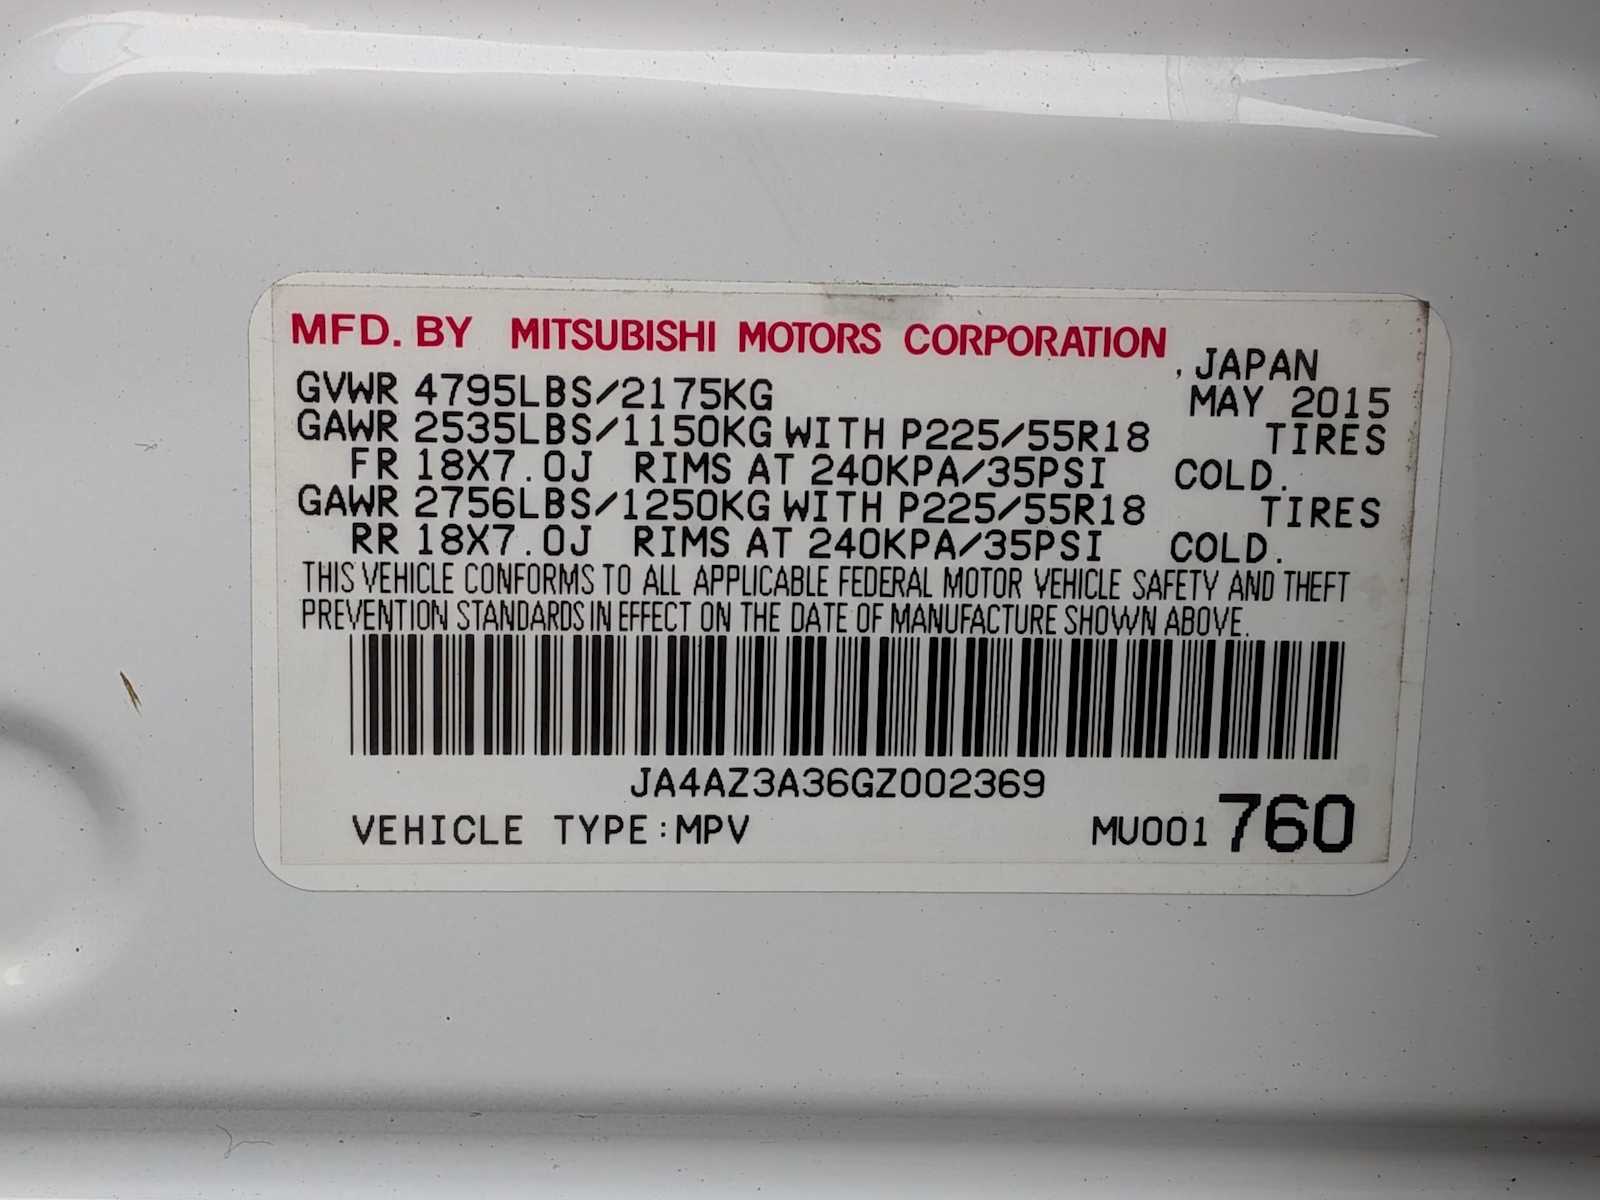 MFD. BY MITSUBISHI MOTORS CORPORATION , JAPAN
GVWR 4795LBS/2175KG MAY 2015
GAWR 2535LBS/1150KG WITH P225/55R18 TIRES
FR 18X7.0J RIMS AT 240KPA/35PSI COLD.
GAWR 2756LBS/1250KG WITH P225/55R18 TIRES
RR 18X7.0J RIMS AT 240KPA/35PSI COLD.
THIS VEHICLE CONFORMS TO ALL APPLICABLE FEDERAL MOTOR VEHICLE SAFETY AND THEFT
PREVENTION STANDARDS IN EFFECT ON THE DATE OF MANUFACTURE SHOWN ABOVE.
JA4AZ3A36GZ002369
VEHICLE TYPE:MPV MU001 760